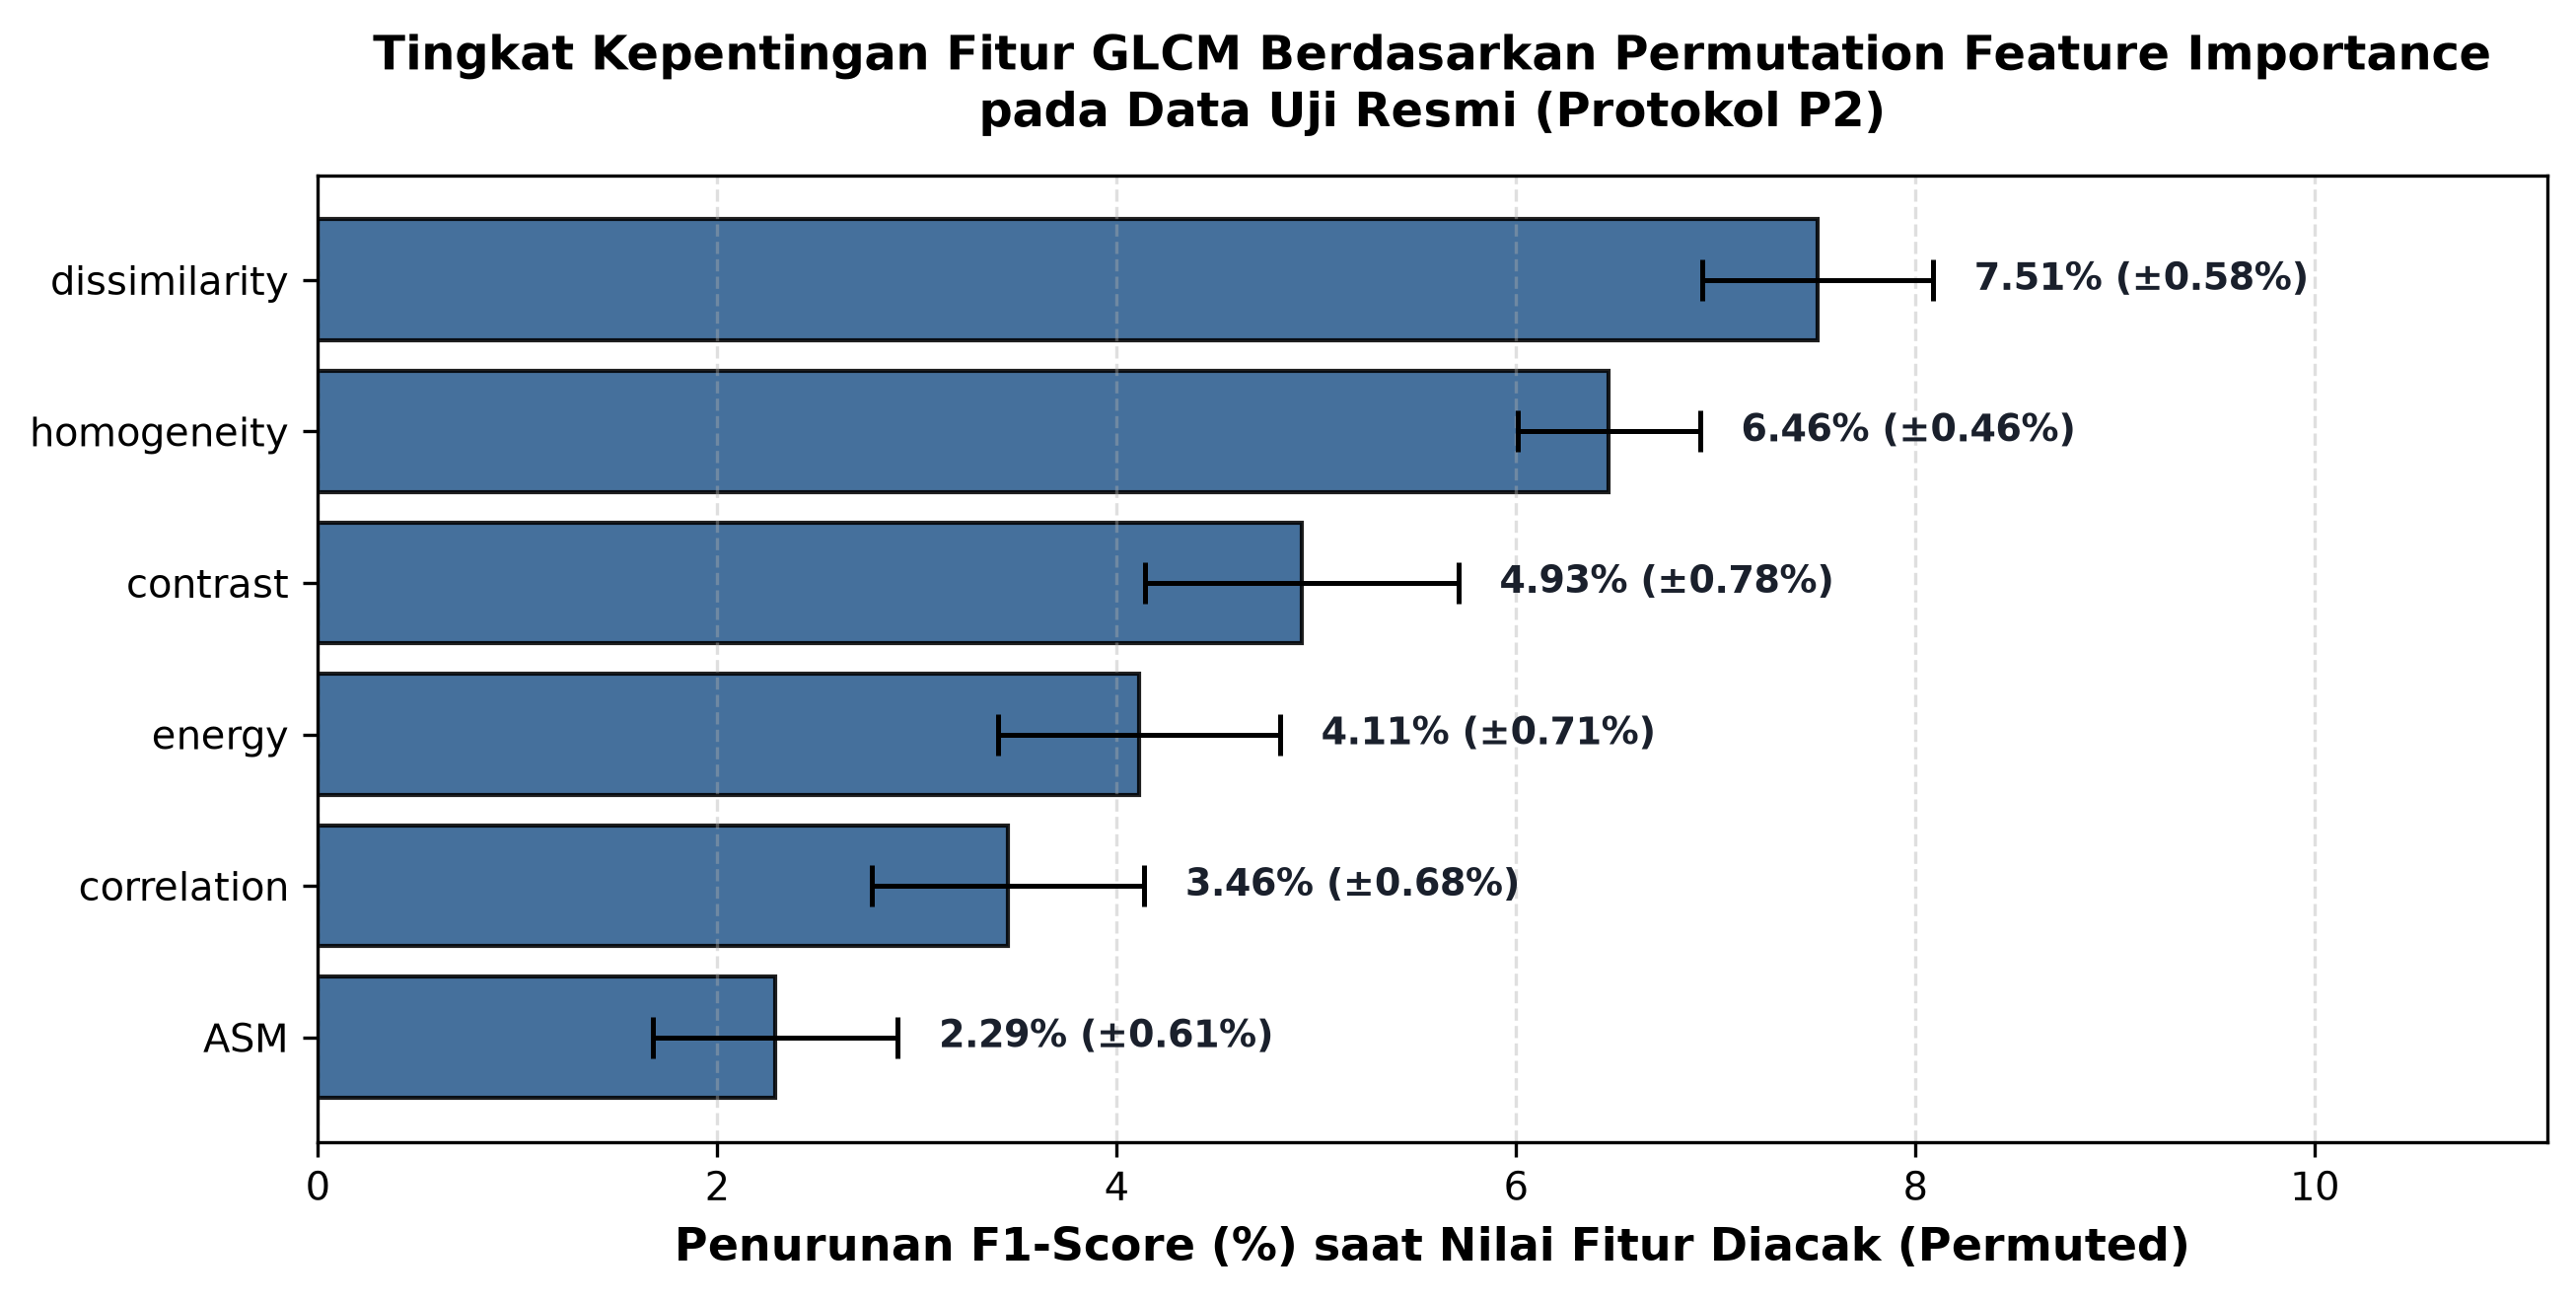 Tingkat Kepentingan Fitur GLCM Berdasarkan Permutation Feature Importance
pada Data Uji Resmi (Protokol P2)
dissimilarity
7.51% (±0.58%)
homogeneity
6.46% (±0.46%)
contrast
4.93% (±0.78%)
energy
4.11% (±0.71%)
correlation
3.46% (±0.68%)
ASM
2.29% (±0.61%)
0 2 4 6 8 10
Penurunan F1-Score (%) saat Nilai Fitur Diacak (Permuted)